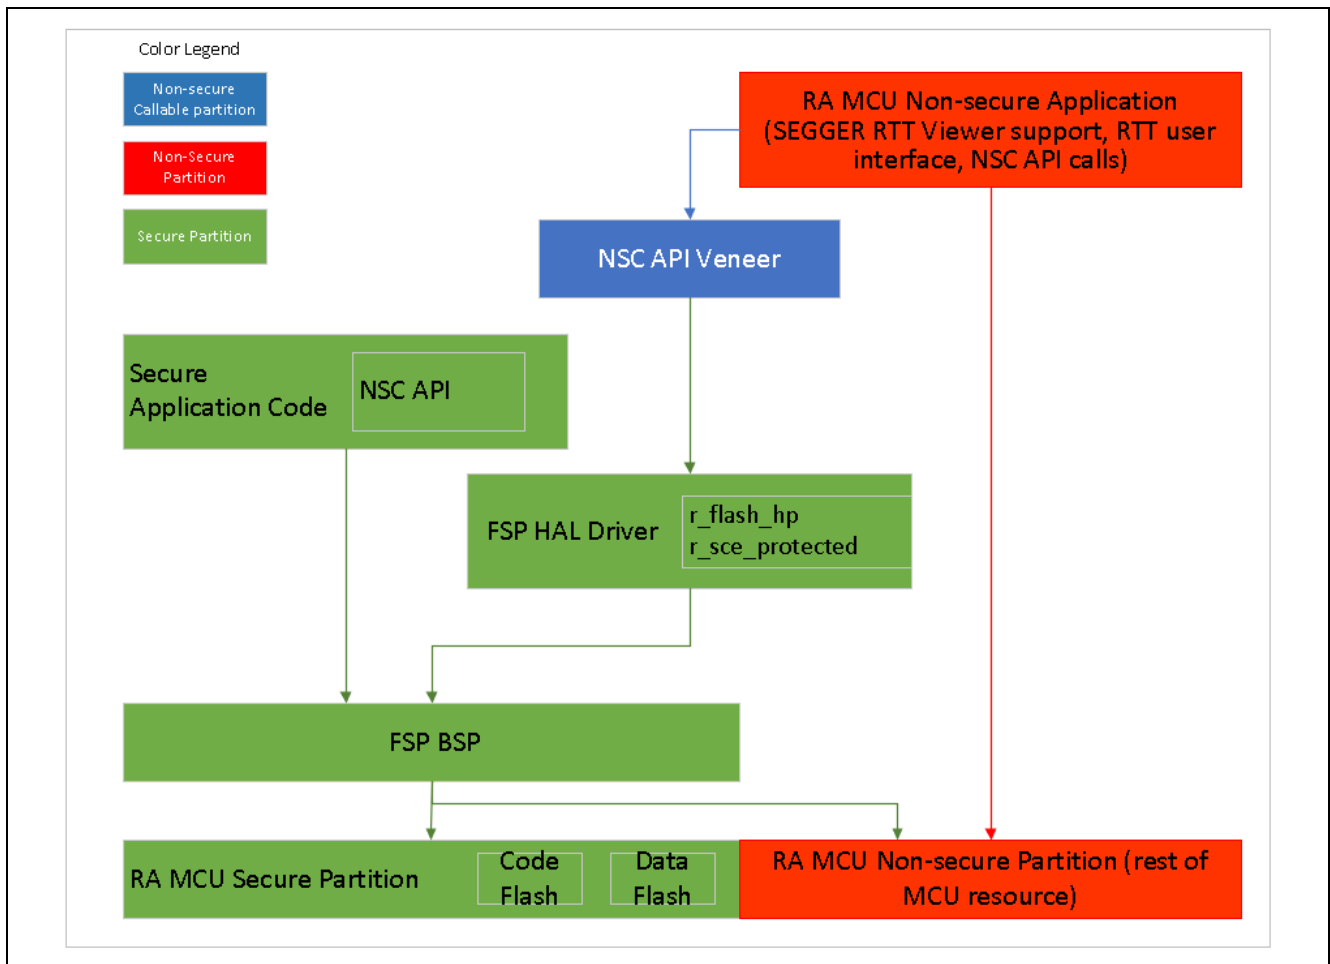 Color Legend
Non-secure
Callable partition
Non-Secure
Partition
Secure Partition
RA MCU Non-secure Application
(SEGGER RTT Viewer support, RTT user
interface, NSC API calls)
NSC API Veneer
Secure
Application Code
NSC API
FSP HAL Driver
r_flash_hp
r_sce_protected
FSP BSP
RA MCU Secure Partition
Code
Flash
Data
Flash
RA MCU Non-secure Partition (rest of
MCU resource)